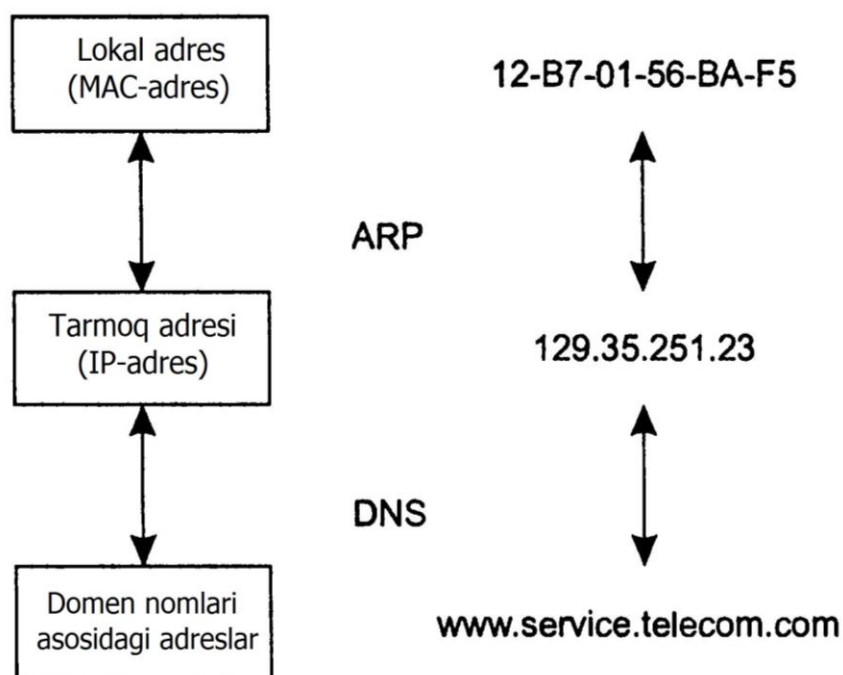 Lokal adres
(MAC-adres)
12-B7-01-56-BA-F5
ARP
Tarmoq adresi
(IP-adres)
129.35.251.23
DNS
Domen nomlari
asosidagi adreslar
www.service.telecom.com